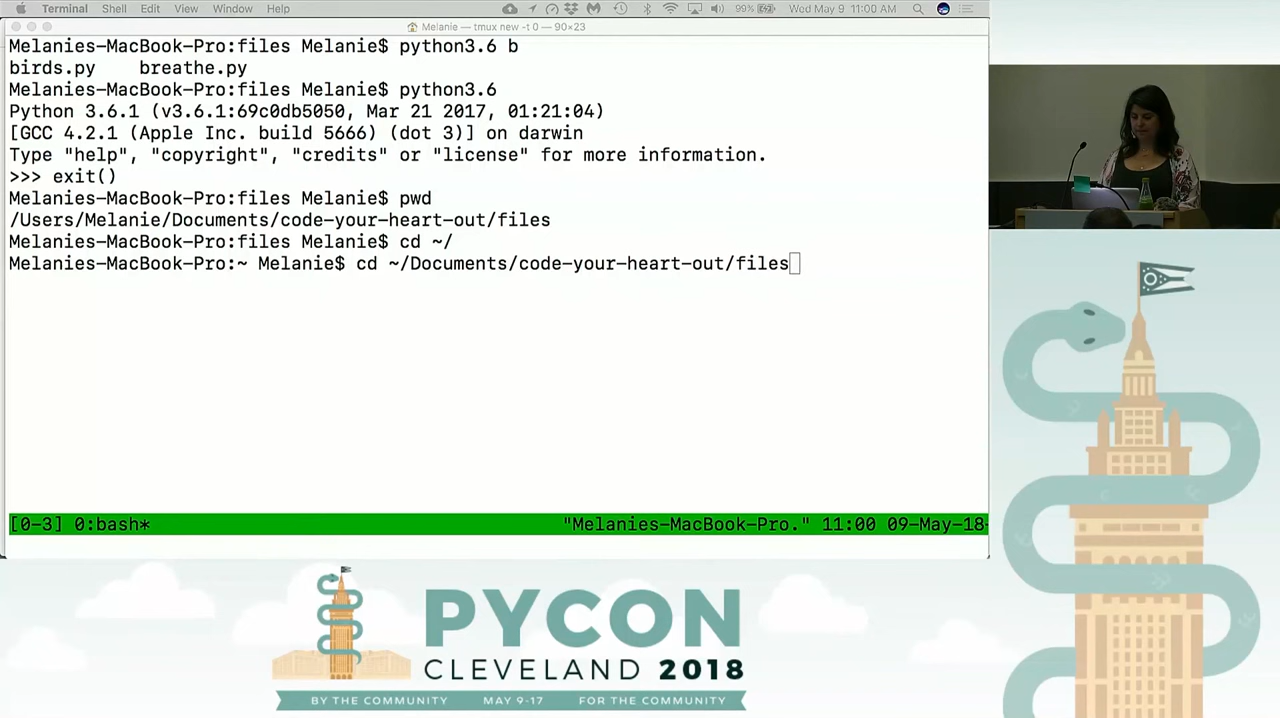 Terminal Shell Edit View Window Help 99% Wed May 9 11:00 AM
Melanie — tmux new -t 0 — 90×23
Melanies-MacBook-Pro:files Melanie$ python3.6 b
birds.py breathe.py
Melanies-MacBook-Pro:files Melanie$ python3.6
Python 3.6.1 (v3.6.1:69c0db5050, Mar 21 2017, 01:21:04)
[GCC 4.2.1 (Apple Inc. build 5666) (dot 3)] on darwin
Type "help", "copyright", "credits" or "license" for more information.
>>> exit()
Melanies-MacBook-Pro:files Melanie$ pwd
/Users/Melanie/Documents/code-your-heart-out/files
Melanies-MacBook-Pro:files Melanie$ cd ~/
Melanies-MacBook-Pro:~ Melanie$ cd ~/Documents/code-your-heart-out/files
[0-3] 0:bash* "Melanies-MacBook-Pro." 11:00 09-May-18
PYCON
CLEVELAND 2018
BY THE COMMUNITY MAY 9-17 FOR THE COMMUNITY